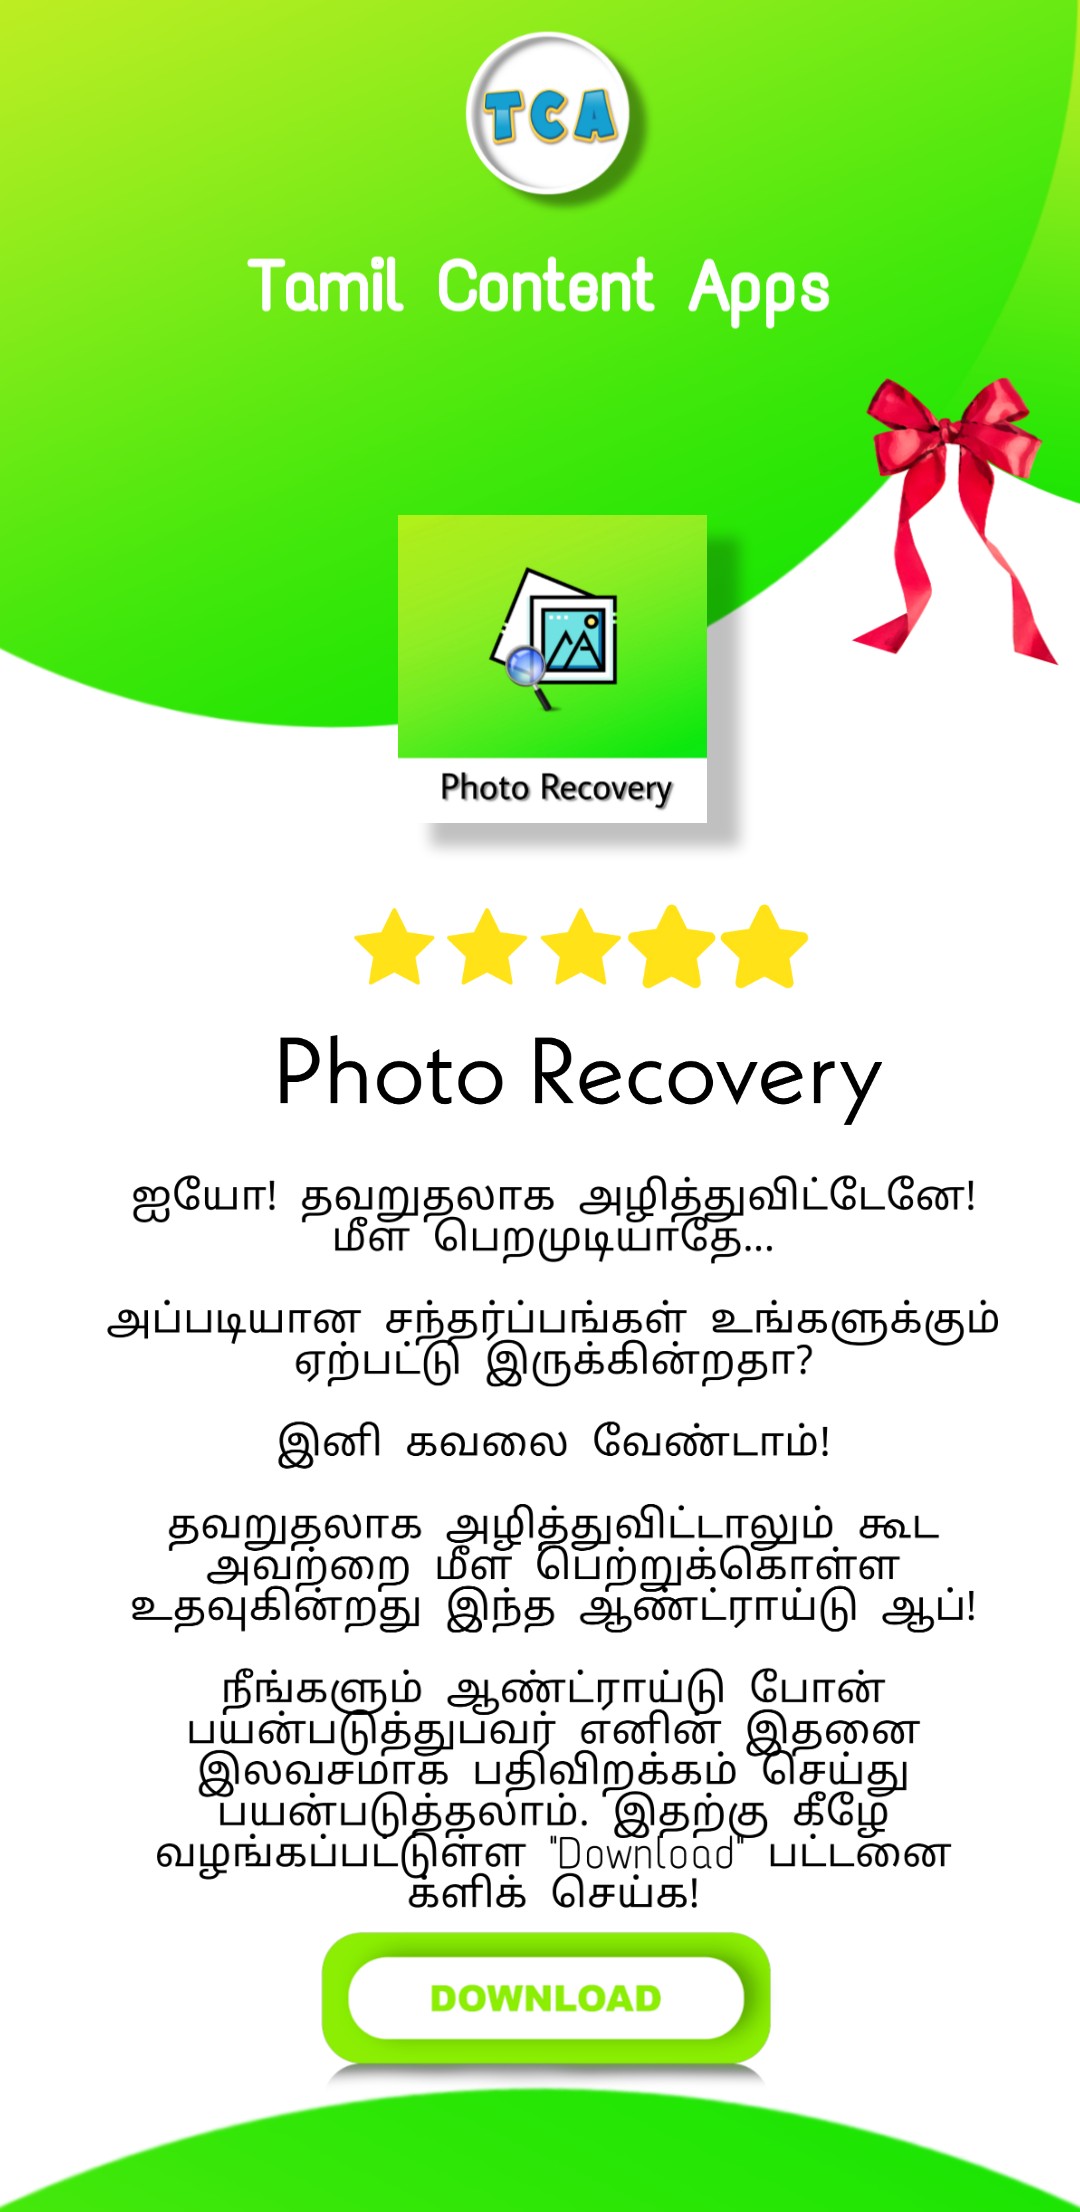 TCA
Tamil Content Apps
Photo Recovery
Photo Recovery
ஐயோ! தவறுதலாக அழித்துவிட்டேனே!
மீள பெறமுடியாதே...
அப்படியான சந்தர்ப்பங்கள் உங்களுக்கும்
ஏற்பட்டு இருக்கின்றதா?
இனி கவலை வேண்டாம்!
தவறுதலாக அழித்துவிட்டாலும் கூட
அவற்றை மீள பெற்றுக்கொள்ள
உதவுகின்றது இந்த ஆண்ட்ராய்டு ஆப்!
நீங்களும் ஆண்ட்ராய்டு போன்
பயன்படுத்துபவர் எனின் இதனை
இலவசமாக பதிவிறக்கம் செய்து
பயன்படுத்தலாம். இதற்கு கீழே
வழங்கப்பட்டுள்ள "Download" பட்டனை
க்ளிக் செய்க!
DOWNLOAD